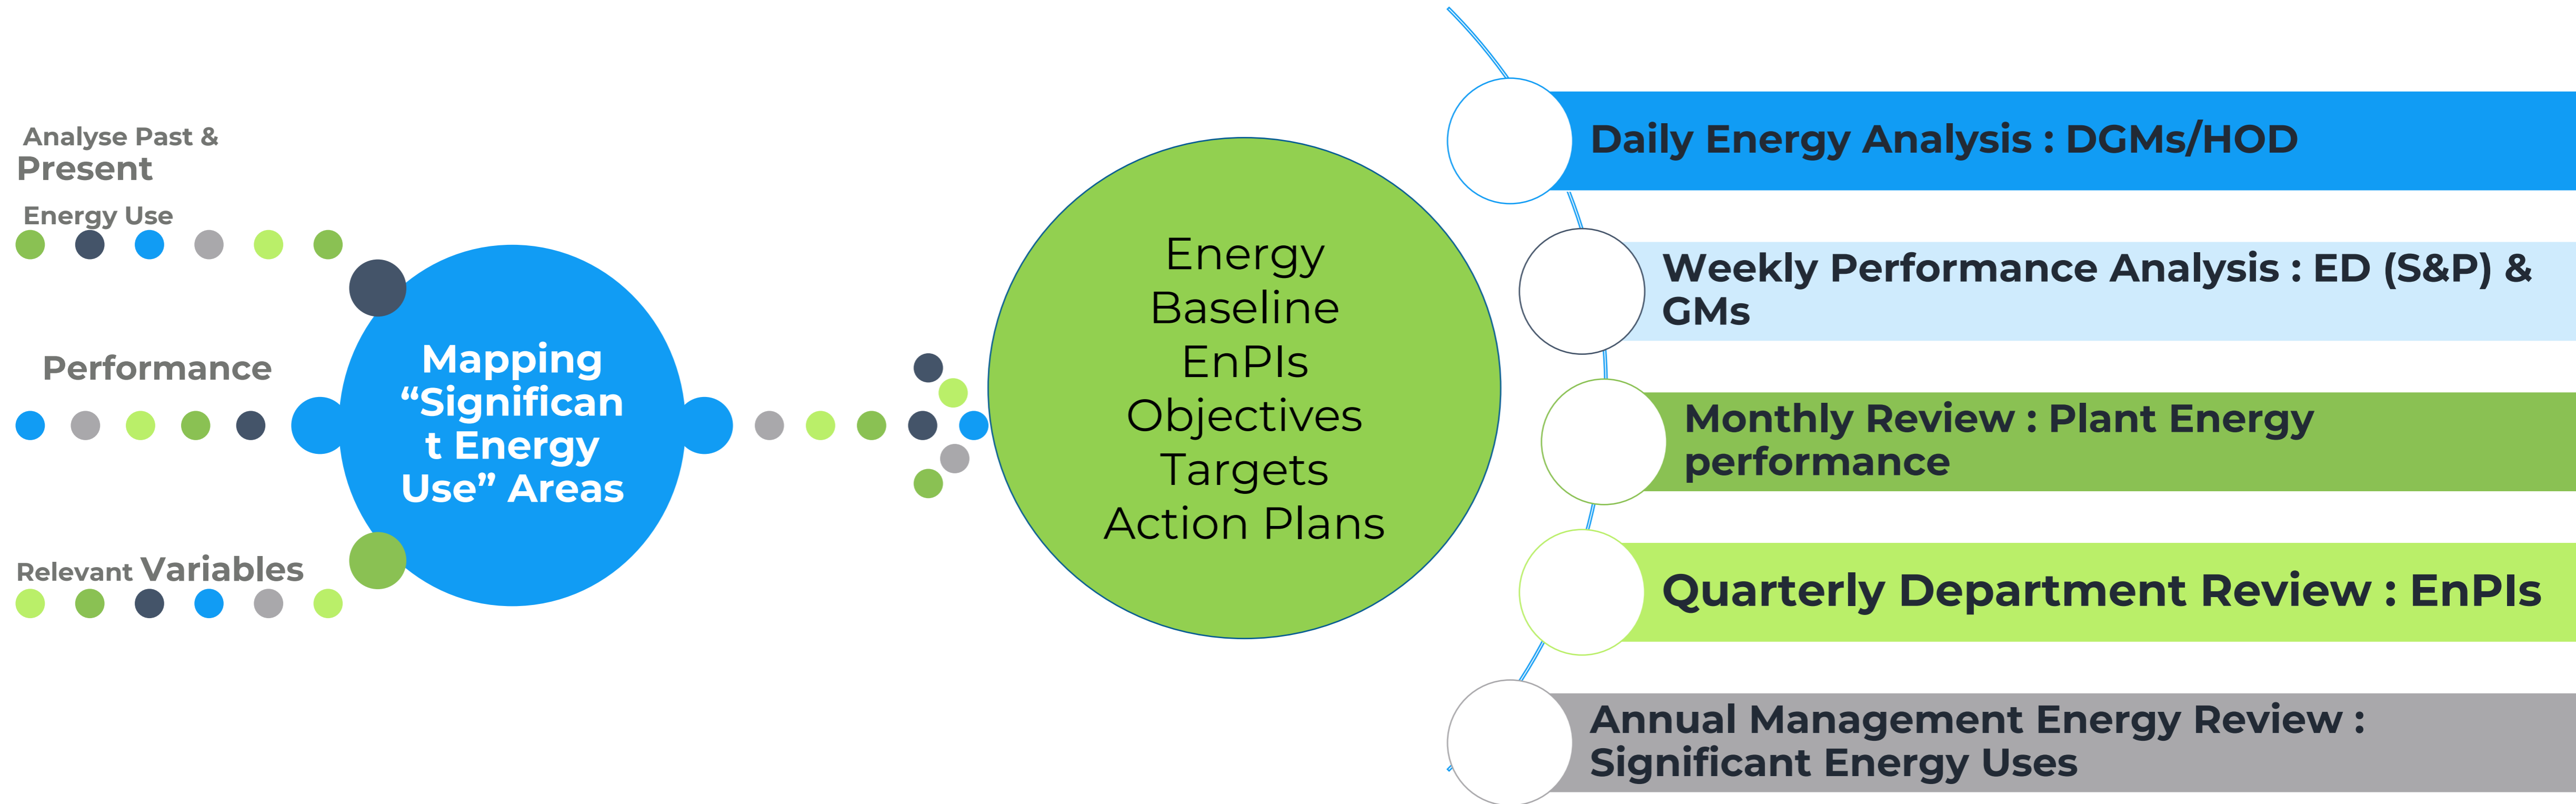 Analyse Past &
Present
Energy Use
Performance
Relevant Variables
Mapping
“Significan
t Energy
Use” Areas
Energy
Baseline
EnPIs
Objectives
Targets
Action Plans
Daily Energy Analysis : DGMs/HOD
Weekly Performance Analysis : ED (S&P) &
GMs
Monthly Review : Plant Energy
performance
Quarterly Department Review : EnPIs
Annual Management Energy Review :
Significant Energy Uses